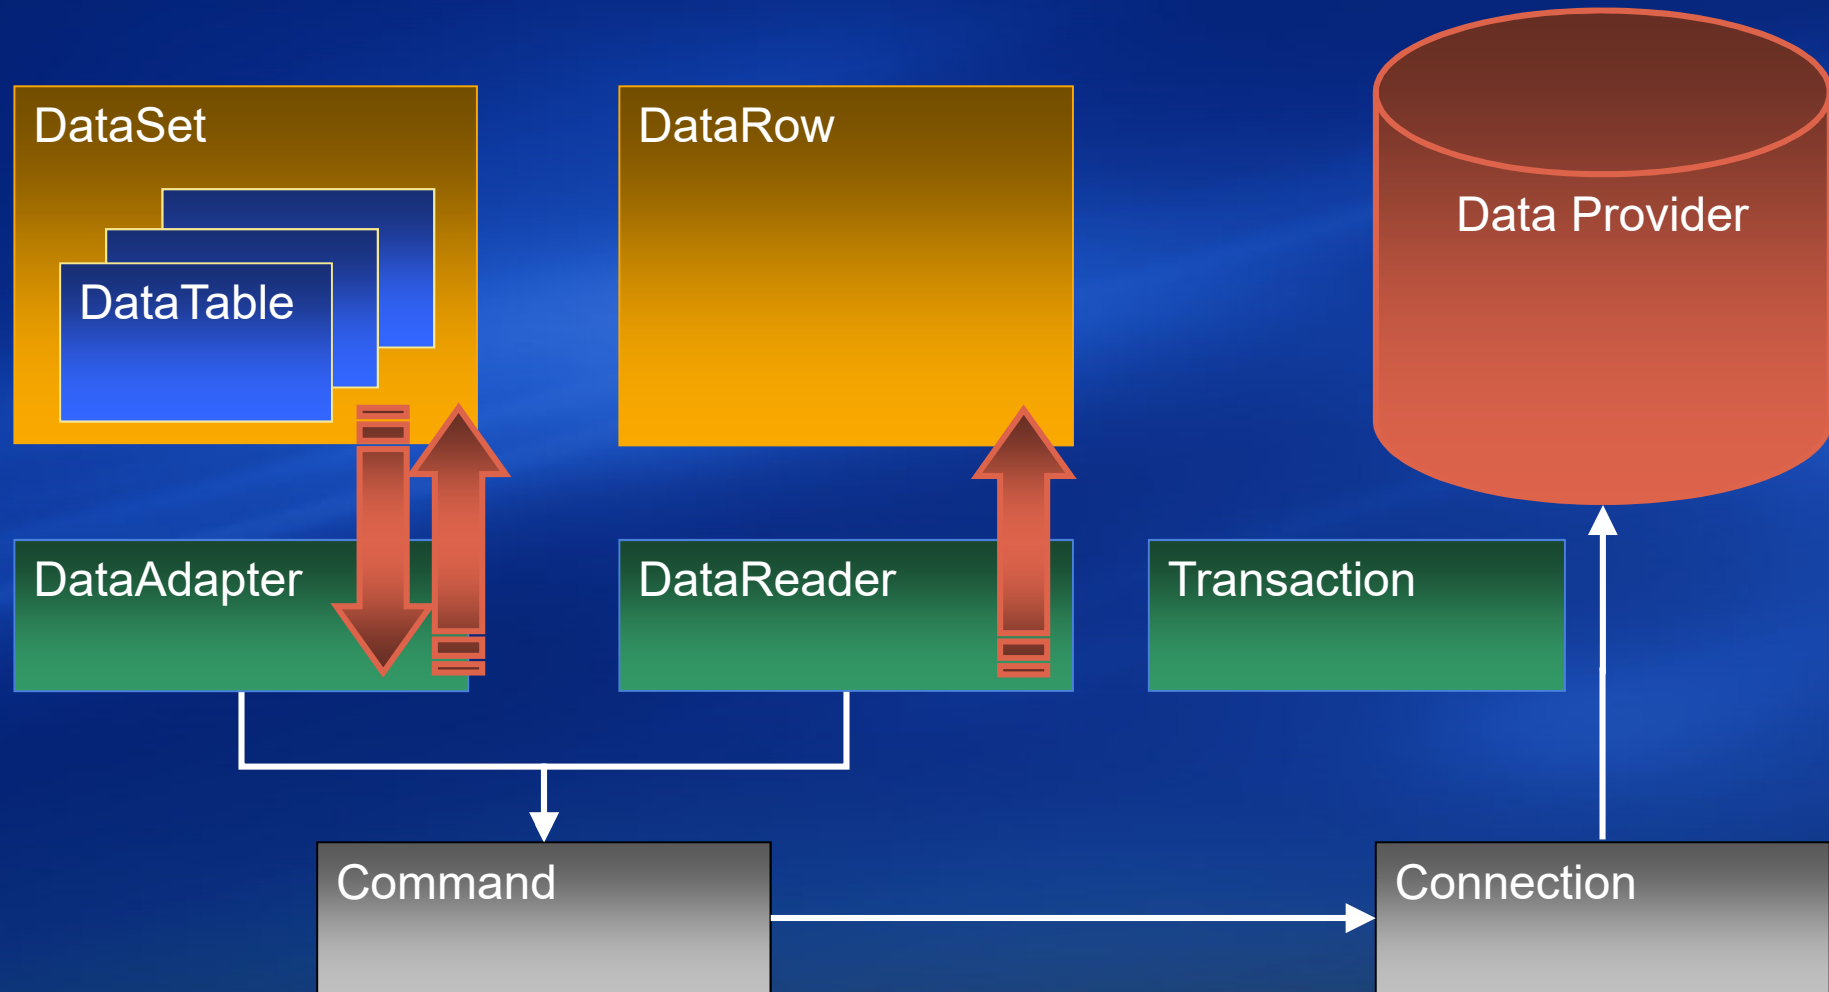 DataSet
DataRow
Data Provider
DataTable
DataAdapter
DataReader
Transaction
Command
Connection